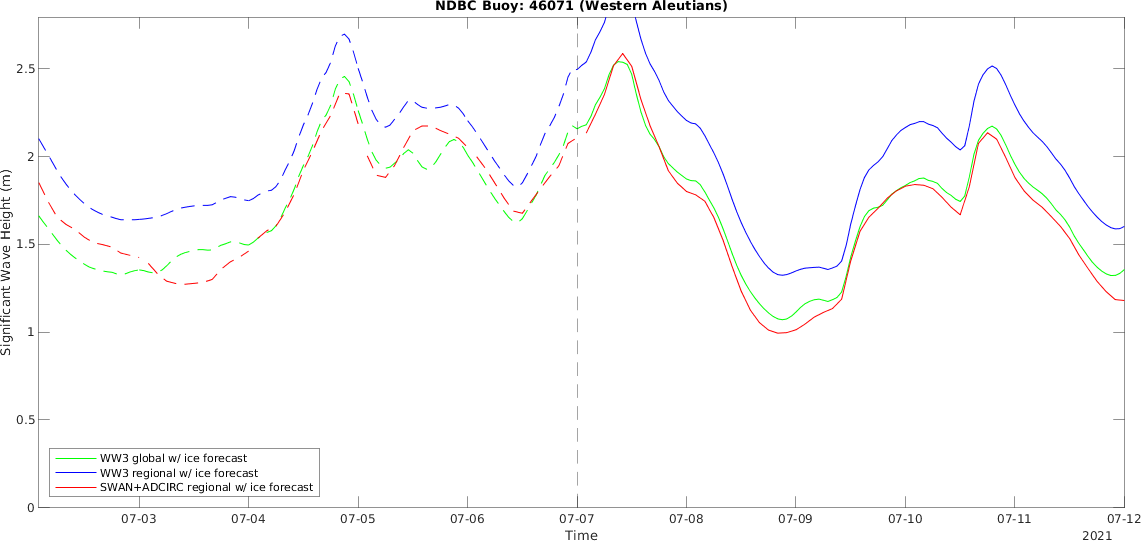 NDBC Buoy: 46071 (Western Aleutians)
2.5
2
1.5
1
0.5
0
Significant Wave Height (m)
WW3 global w/ ice forecast
WW3 regional w/ ice forecast
SWAN+ADCIRC regional w/ ice forecast
07-03 07-04 07-05 07-06 07-07 07-08 07-09 07-10 07-11 07-12
Time
2021